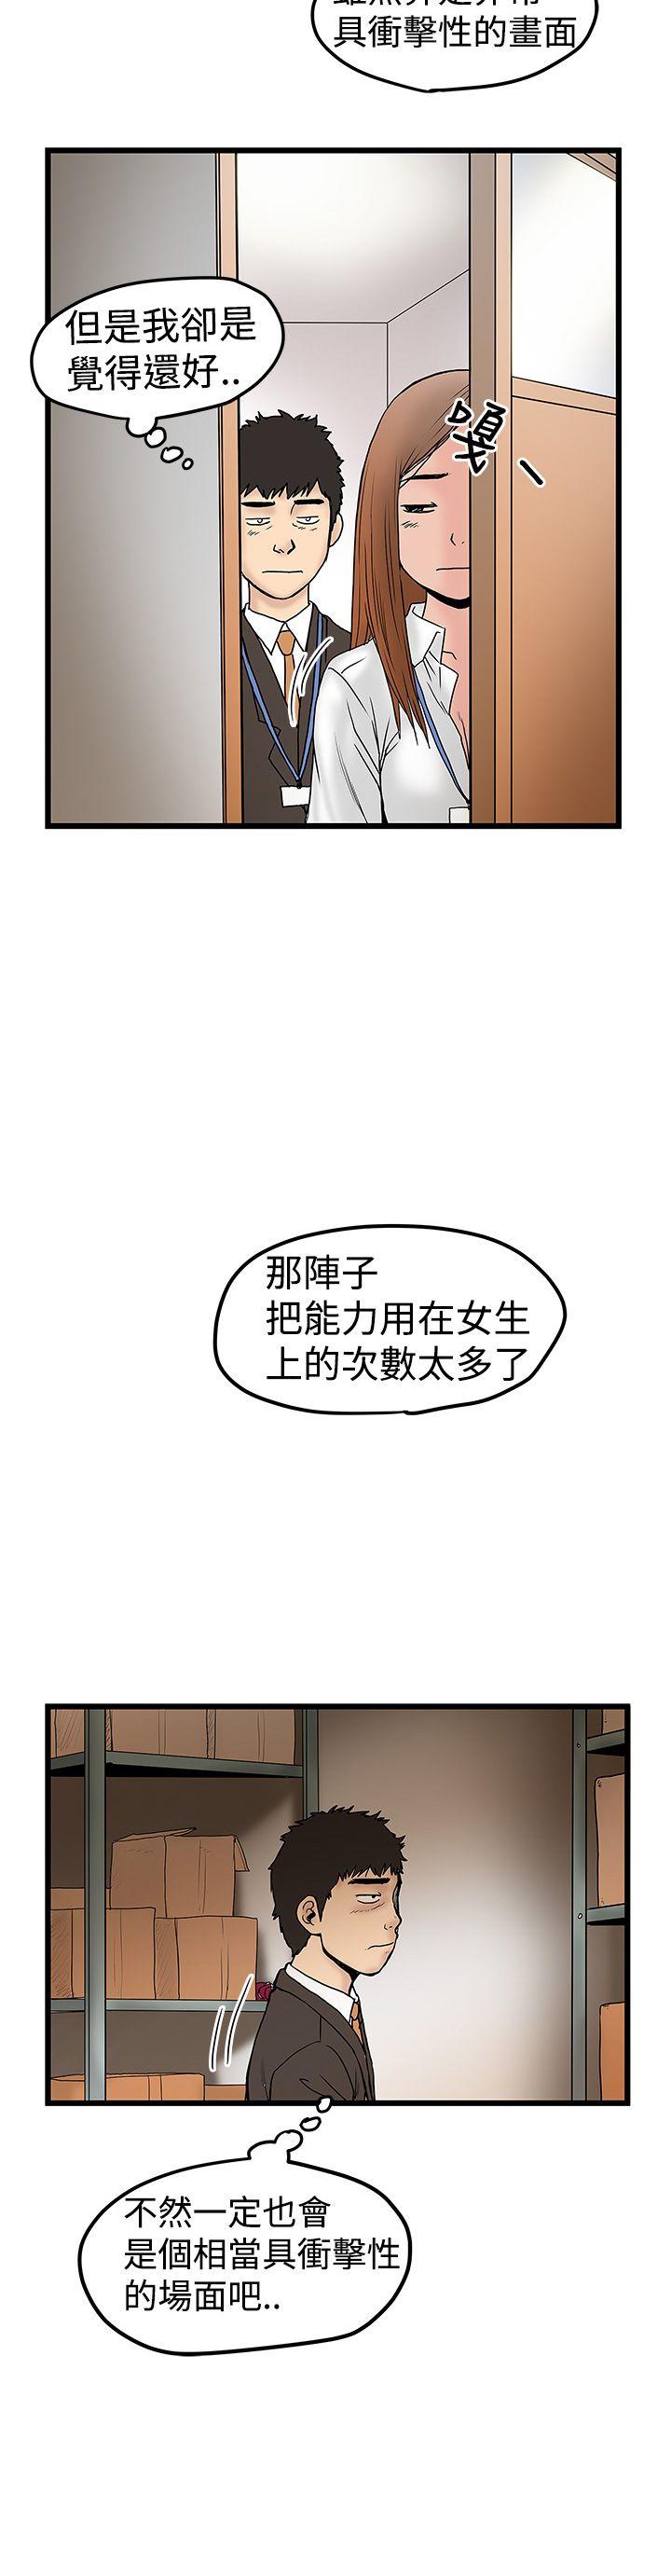 具衝擊性的畫面
但是我卻是
覺得還好..
嘎
那陣子
把能力用在女生
上的次數太多了
不然一定也會
是個相當具衝擊性
的場面吧..